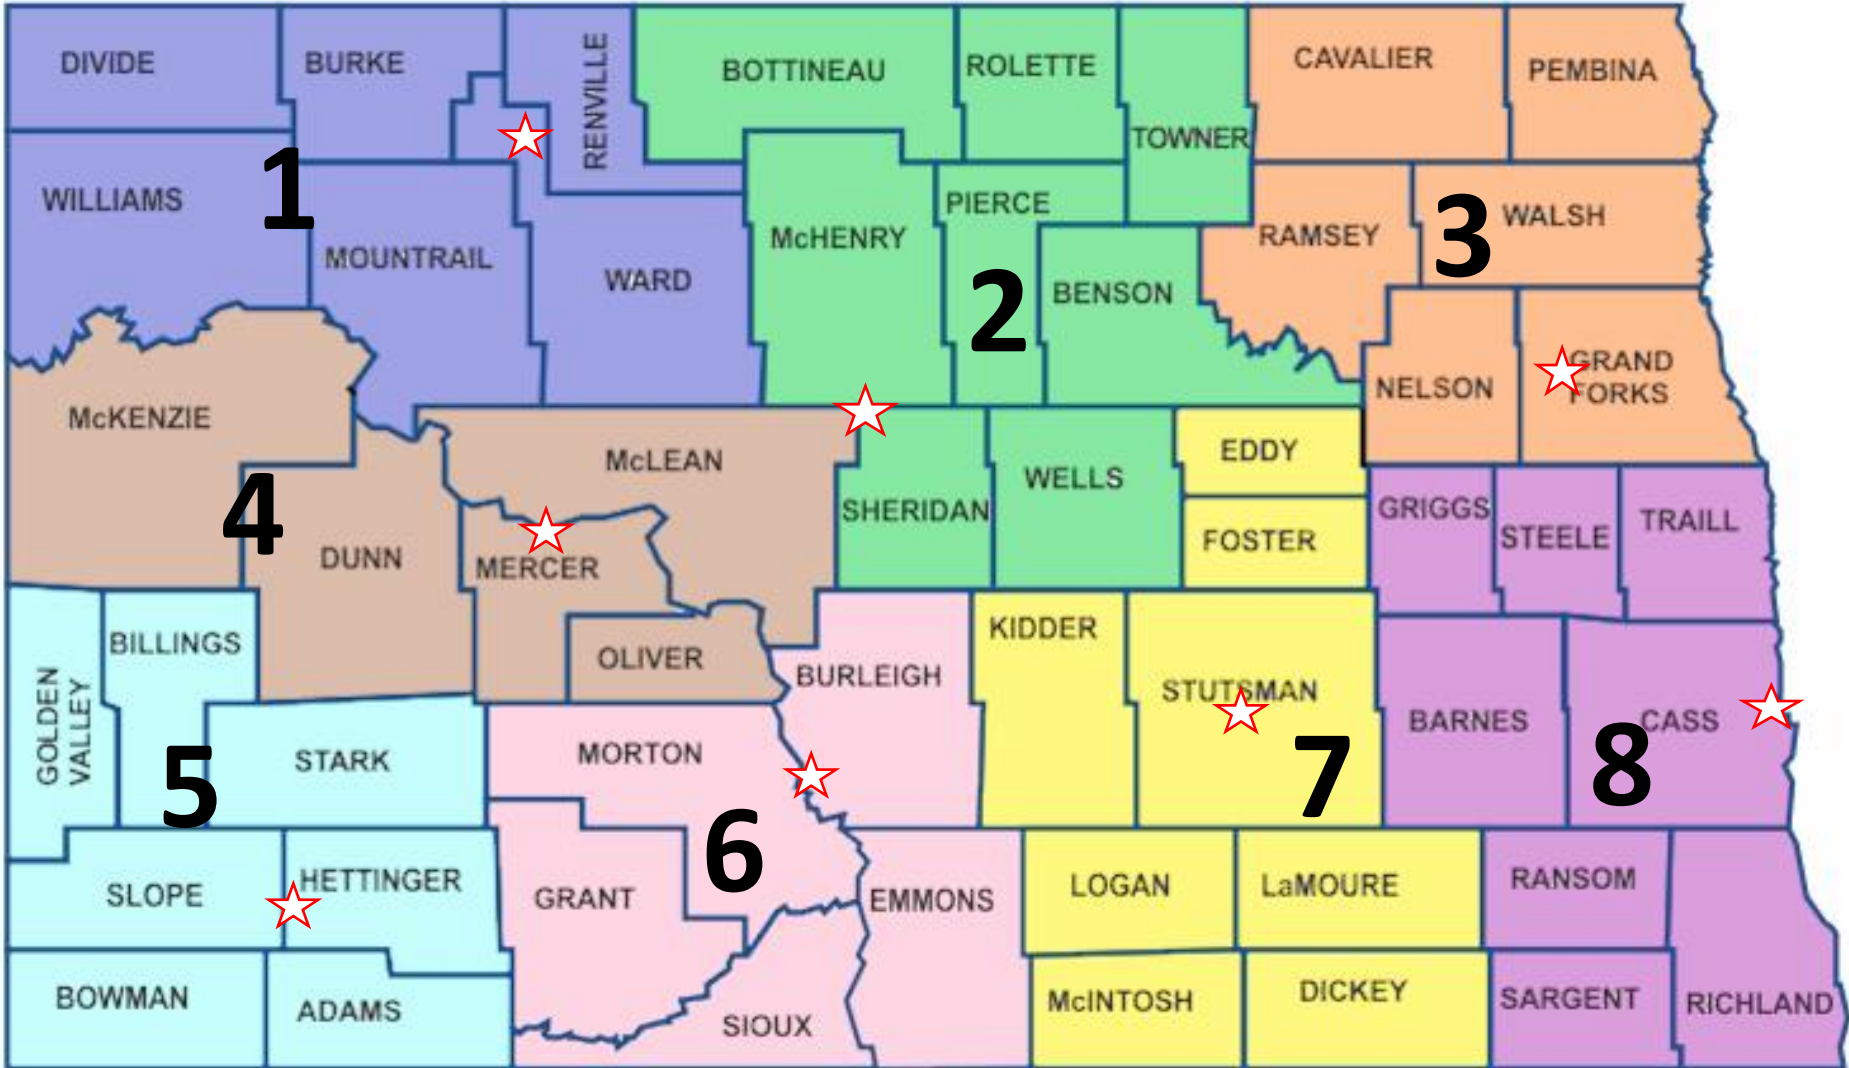 DIVIDE
BURKE
RENVILLE
BOTTINEAU
ROLETTE
TOWNER
CAVALIER
PEMBINA
WILLIAMS
1
MOUNTRAIL
WARD
McHENRY
PIERCE
2
BENSON
RAMSEY
3
WALSH
McKENZIE
NELSON
GRAND
FORKS
4
DUNN
McLEAN
MERCER
OLIVER
SHERIDAN
WELLS
EDDY
FOSTER
GRIGGS
STEELE
TRAILL
GOLDEN
VALLEY
BILLINGS
5
STARK
MORTON
BURLEIGH
KIDDER
STUTSMAN
7
BARNES
8
CASS
SLOPE
HETTINGER
GRANT
6
EMMONS
LOGAN
LaMOURE
RANSOM
BOWMAN
ADAMS
SIOUX
McINTOSH
DICKEY
SARGENT
RICHLAND